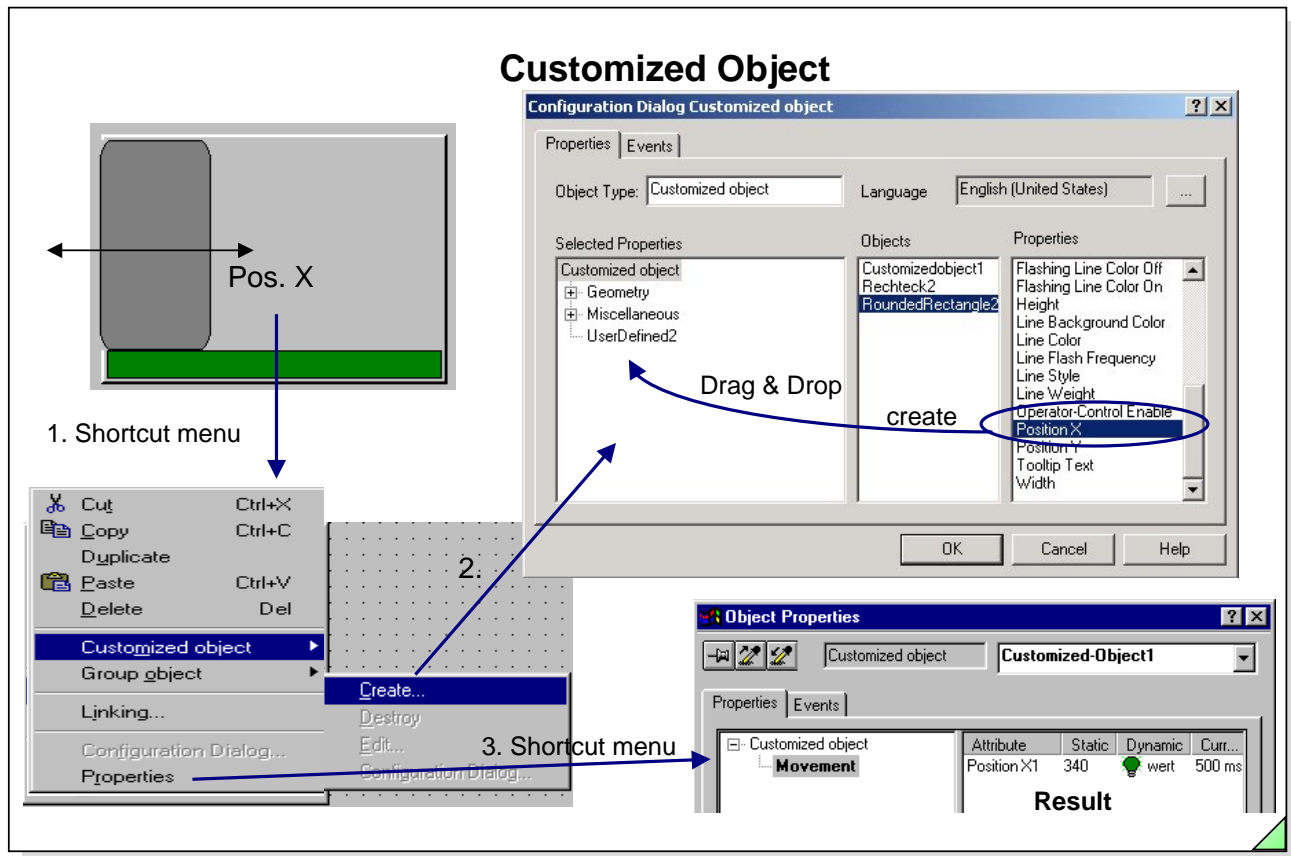 Customized Object
Configuration Dialog Customized object
Properties Events
Object Type: Customized object Language English (United States) ...
Selected Properties
Customized object
Geometry
Miscellaneous
UserDefined2
Objects
Customizedobject1
Rechteck2
RoundedRectangle2
Properties
Flashing Line Color Off
Flashing Line Color On
Height
Line Background Color
Line Color
Line Flash Frequency
Line Style
Line Weight
Operator-Control Enable
Position X
Position Y
Tooltip Text
Width
Drag & Drop
create
OK Cancel Help
Pos. X
1. Shortcut menu
Cut Ctrl+X
Copy Ctrl+C
Duplicate
Paste Ctrl+V
Delete Del
Customized object
Group object
Linking...
Configuration Dialog...
Properties
2.
Create...
Destroy
Edit...
Configuration Dialog...
3. Shortcut menu
Object Properties
Customized object Customized-Object1
Properties Events
Customized object
Movement
Attribute Static Dynamic Curr...
Position X1 340 wert 500 ms
Result